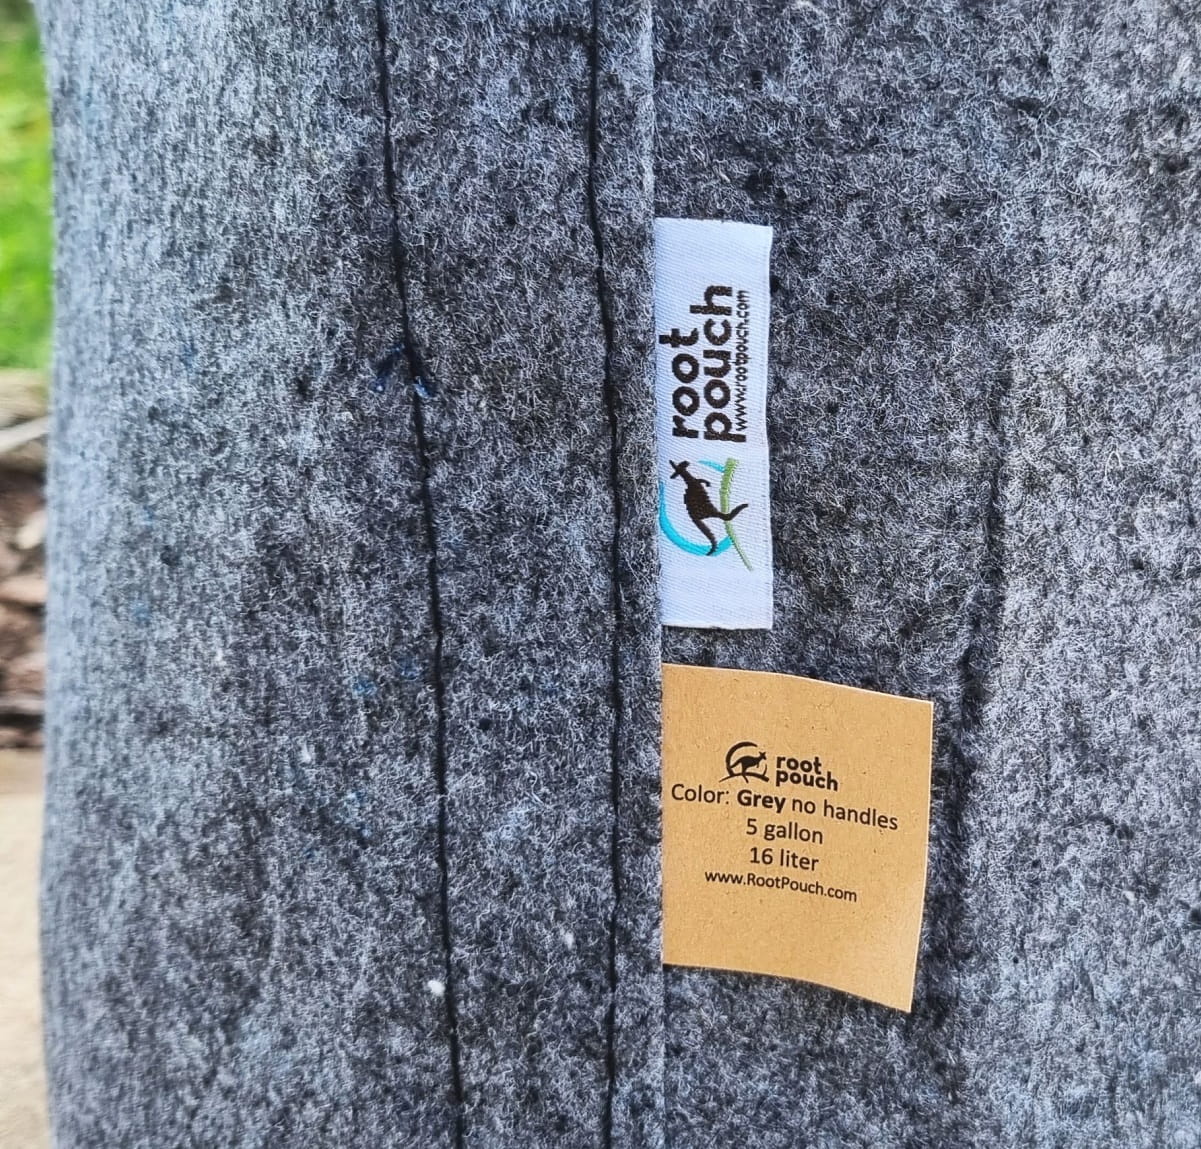 root
pouch
www.rootpouch.com
root
pouch
Color: Grey no handles
5 gallon
16 liter
www.RootPouch.com